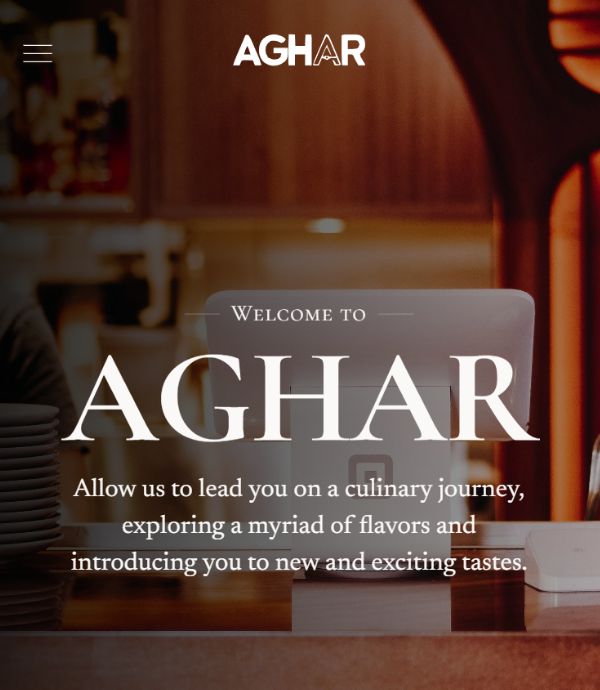 AGHAR
Welcome to
AGHAR
Allow us to lead you on a culinary journey,
exploring a myriad of flavors and
introducing you to new and exciting tastes.